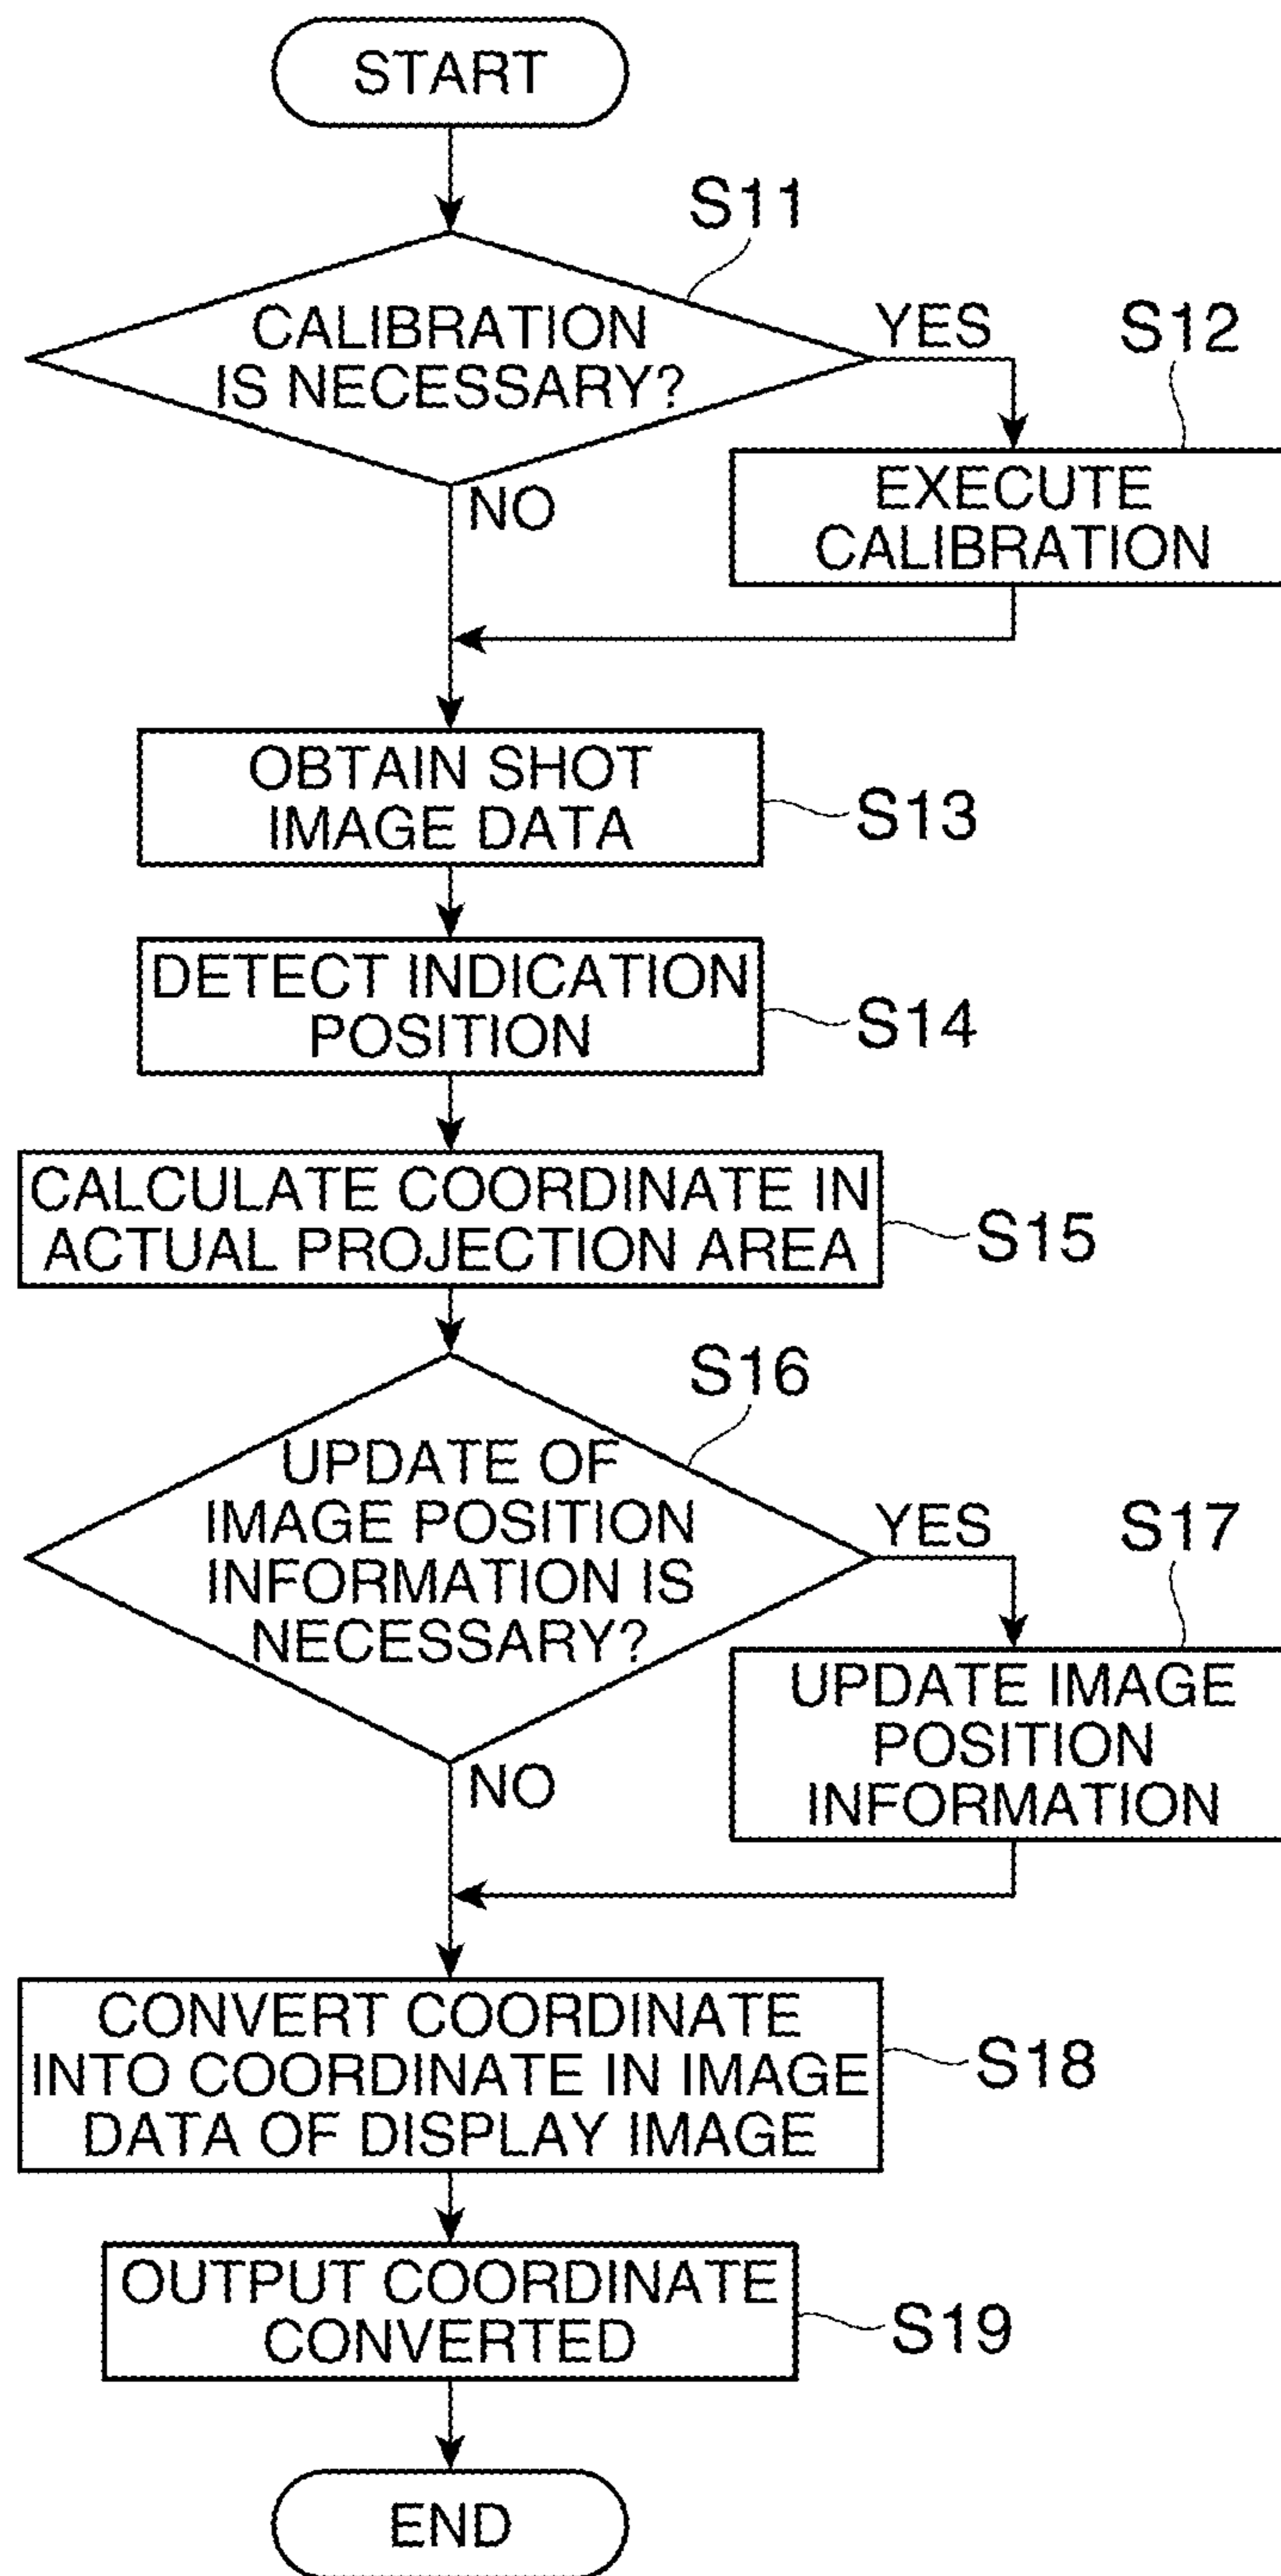 START
S11
CALIBRATION
IS NECESSARY?
YES
S12
EXECUTE
CALIBRATION
NO
OBTAIN SHOT
IMAGE DATA
S13
DETECT INDICATION
POSITION
S14
CALCULATE COORDINATE IN
ACTUAL PROJECTION AREA
S15
S16
UPDATE OF
IMAGE POSITION
INFORMATION IS
NECESSARY?
YES
S17
UPDATE IMAGE
POSITION
INFORMATION
NO
CONVERT COORDINATE
INTO COORDINATE IN IMAGE
DATA OF DISPLAY IMAGE
S18
OUTPUT COORDINATE
CONVERTED
S19
END